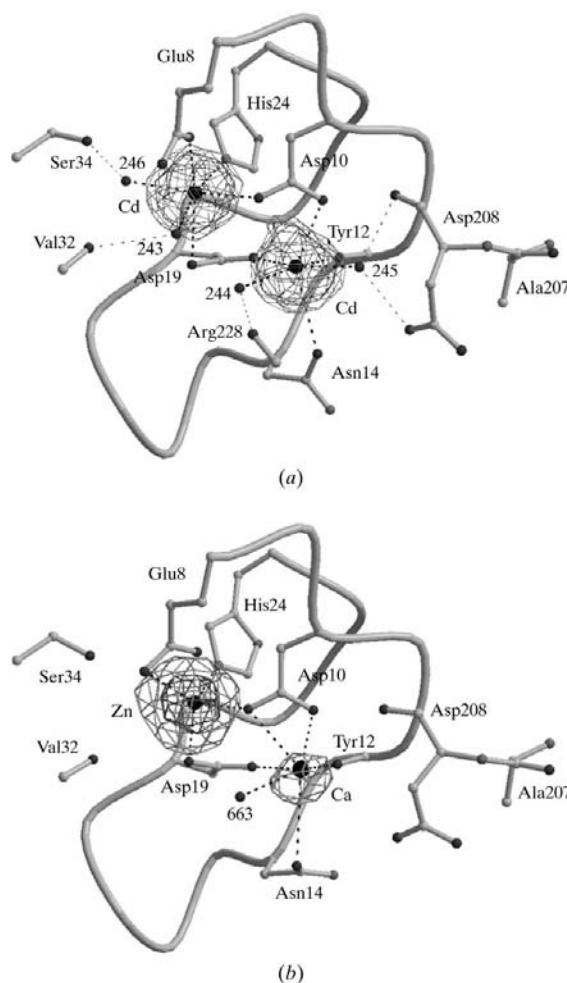 Glu8
His24
Ser34
246
Asp10
Cd
Val32
243
Tyr12
Asp208
Asp19
245
244
Cd
Ala207
Arg228
Asn14
(a)
Glu8
His24
Ser34
Asp10
Zn
Asp208
Val32
Tyr12
Asp19
Ca
Ala207
663
Asn14
(b)